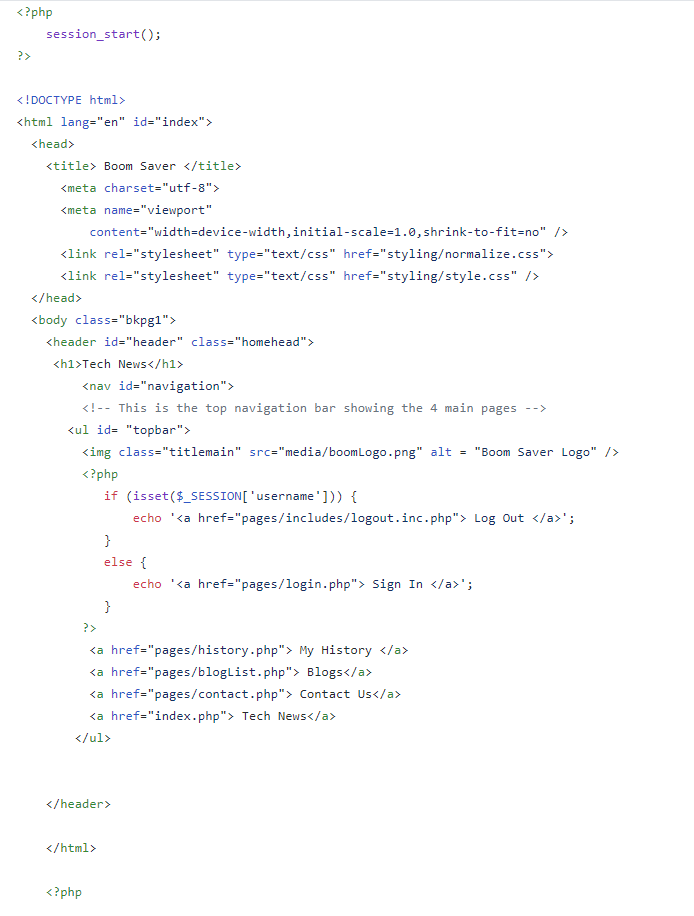 <?php
session_start();
?>
<!DOCTYPE html>
<html lang="en" id="index">
<head>
<title> Boom Saver </title>
<meta charset="utf-8">
<meta name="viewport"
content="width=device-width,initial-scale=1.0,shrink-to-fit=no" />
<link rel="stylesheet" type="text/css" href="styling/normalize.css">
<link rel="stylesheet" type="text/css" href="styling/style.css" />
</head>
<body class="bkpg1">
<header id="header" class="homehead">
<h1>Tech News</h1>
<nav id="navigation">
<!-- This is the top navigation bar showing the 4 main pages -->
<ul id= "topbar">
<img class="titlemain" src="media/boomLogo.png" alt = "Boom Saver Logo" />
<?php
if (isset($_SESSION['username'])) {
echo '<a href="pages/includes/logout.inc.php"> Log Out </a>';
}
else {
echo '<a href="pages/login.php"> Sign In </a>';
}
?>
<a href="pages/history.php"> My History </a>
<a href="pages/blogList.php"> Blogs</a>
<a href="pages/contact.php"> Contact Us</a>
<a href="index.php"> Tech News</a>
</ul>
</header>
</html>
<?php